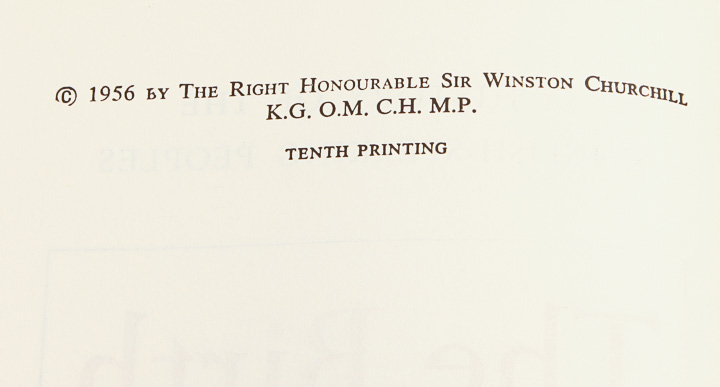 © 1956 by The Right Honourable Sir Winston Churchill
K.G. O.M. C.H. M.P.
TENTH PRINTING